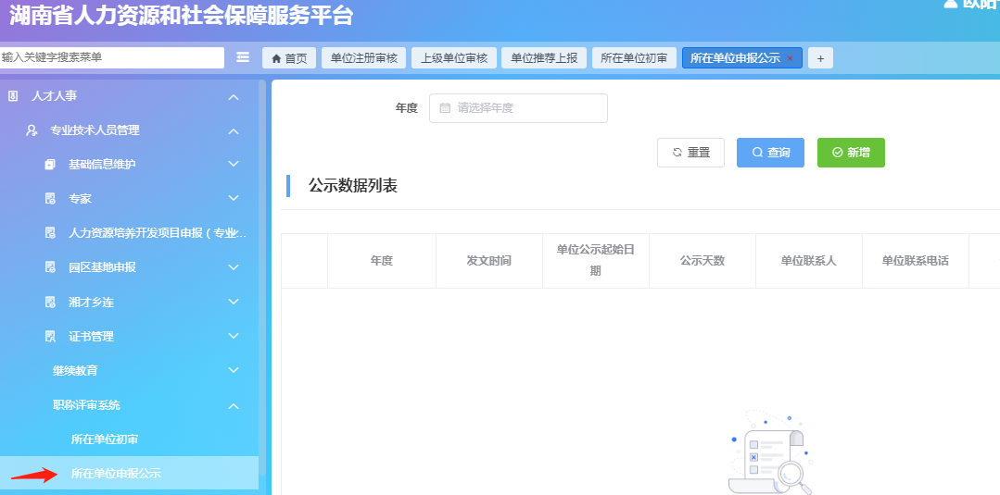 湖南省人力资源和社会保障服务平台
输入关键字搜索菜单
首页
单位注册审核
上级单位审核
单位推荐上报
所在单位初审
所在单位申报公示 ×
+
人才人事
专业技术人员管理
基础信息维护
专家
人力资源培养开发项目申报（专业...
园区基地申报
湘才乡连
证书管理
继续教育
职称评审系统
所在单位初审
所在单位申报公示
年度
请选择年度
重置
查询
新增
公示数据列表
年度
发文时间
单位公示起始日
期
公示天数
单位联系人
单位联系电话